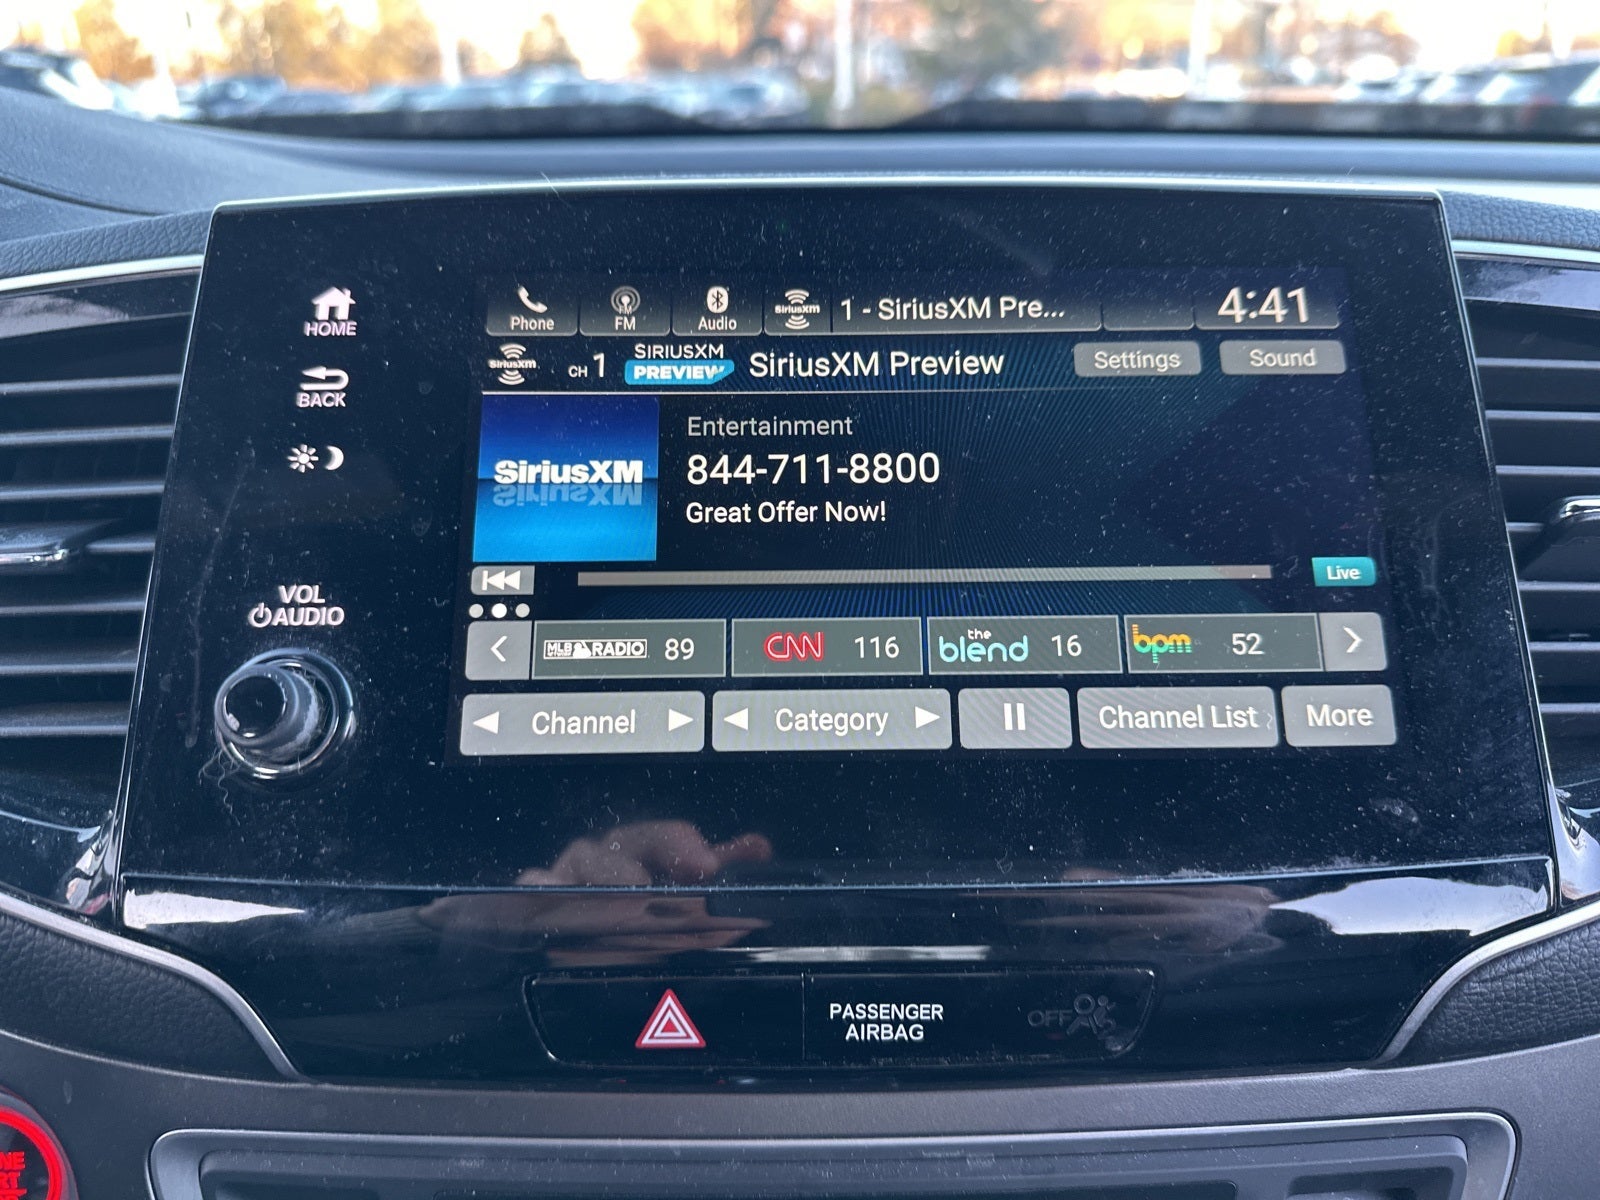 HOME
BACK
VOL
AUDIO
Phone
FM
Audio
SiriusXM
1 - SiriusXM Pre...
4:41
SiriusXM
CH 1
SIRIUSXM
PREVIEW
SiriusXM Preview
Settings
Sound
SiriusXM
Entertainment
844-711-8800
Great Offer Now!
Live
MLB
RADIO 89
CNN 116
the
blend 16
bpm 52
Channel
Category
Channel List
More
PASSENGER
AIRBAG
OFF